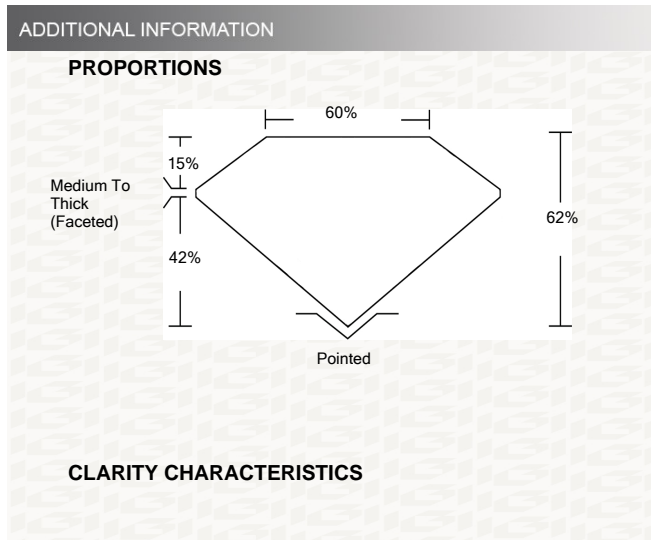 ADDITIONAL INFORMATION
PROPORTIONS
60%
15%
Medium To
Thick
(Faceted)
62%
42%
Pointed
CLARITY CHARACTERISTICS